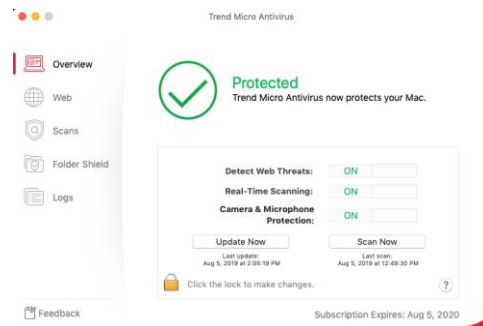 Trend Micro Antivirus
Overview
Web
Scans
Folder Shield
Logs
Feedback
Protected
Trend Micro Antivirus now protects your Mac.
Detect Web Threats: ON
Real-Time Scanning: ON
Camera & Microphone
Protection: ON
Update Now
Last update:
Aug 5, 2019 at 2:05:19 PM
Scan Now
Last scan:
Aug 5, 2019 at 12:49:30 PM
Click the lock to make changes.
?
Subscription Expires: Aug 5, 2020